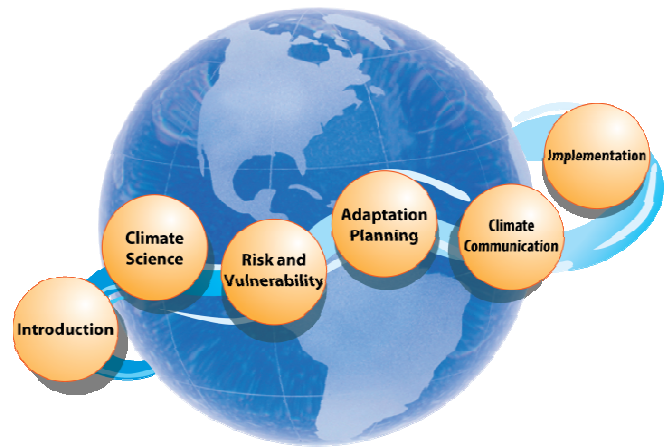 Introduction
Climate
Science
Risk and
Vulnerability
Adaptation
Planning
Climate
Communication
Implementation